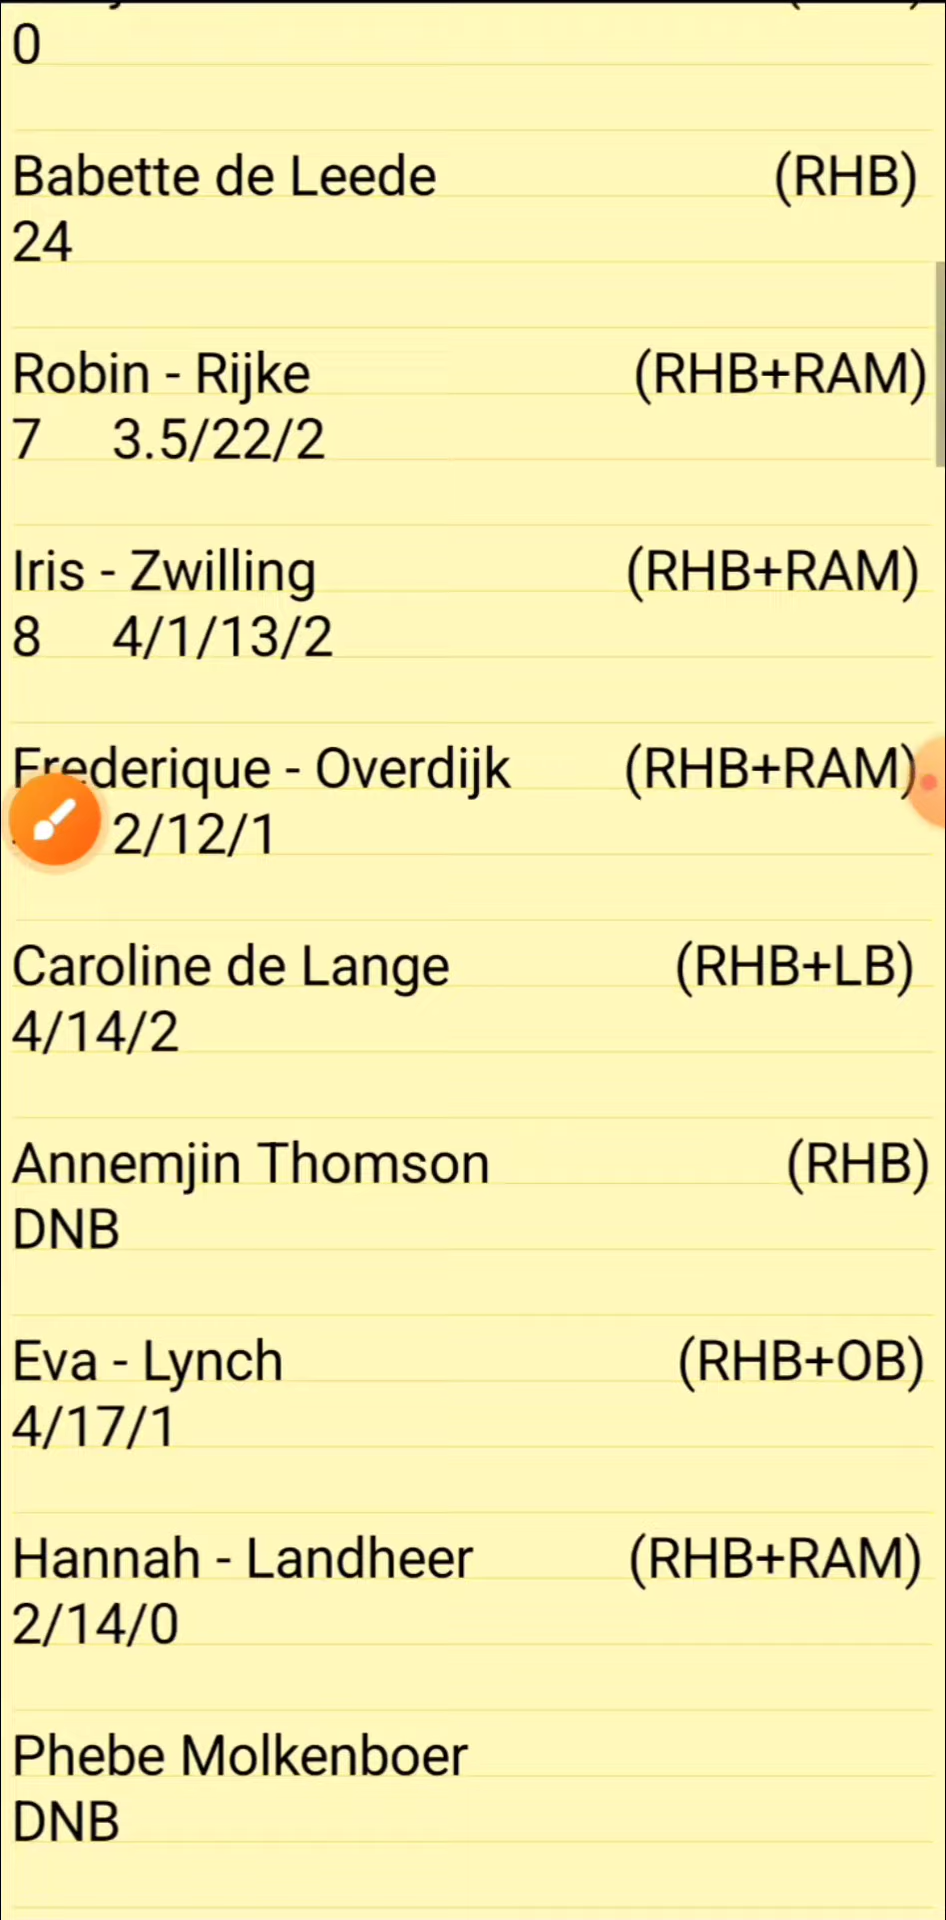 0
Babette de Leede (RHB)
24
Robin - Rijke (RHB+RAM)
7 3.5/22/2
Iris - Zwilling (RHB+RAM)
8 4/1/13/2
Frederique - Overdijk (RHB+RAM)
2/12/1
Caroline de Lange (RHB+LB)
4/14/2
Annemjin Thomson (RHB)
DNB
Eva - Lynch (RHB+OB)
4/17/1
Hannah - Landheer (RHB+RAM)
2/14/0
Phebe Molkenboer
DNB